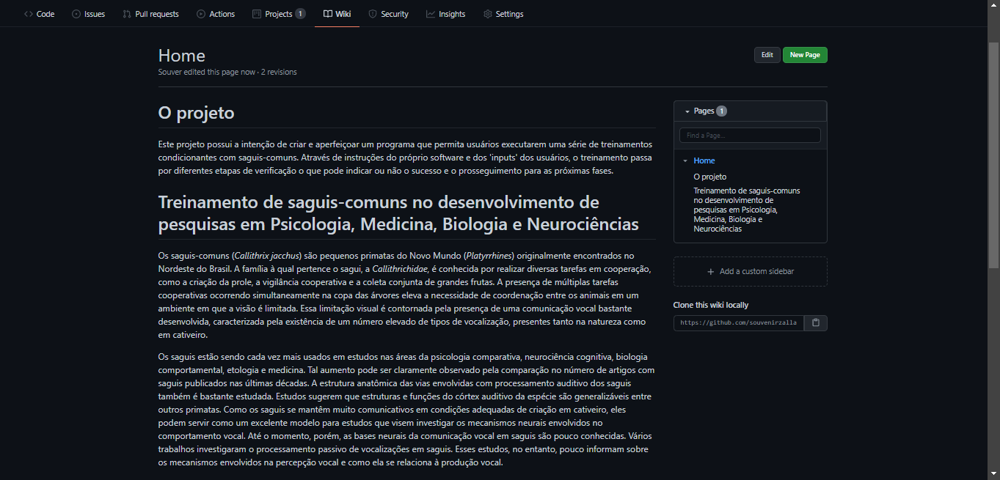 Code Issues Pull requests Actions Projects 1 Wiki Security Insights Settings
Home
Edit New Page
Souver edited this page now · 2 revisions
O projeto
Este projeto possui a intenção de criar e aperfeiçoar um programa que permita usuários executarem uma série de treinamentos
condicionantes com saguis-comuns. Através de instruções do próprio software e dos 'inputs' dos usuários, o treinamento passa
por diferentes etapas de verificação o que pode indicar ou não o sucesso e o prosseguimento para as próximas fases.
Treinamento de saguis-comuns no desenvolvimento de
pesquisas em Psicologia, Medicina, Biologia e Neurociências
Os saguis-comuns (Callithrix jacchus) são pequenos primatas do Novo Mundo (Platyrrhines) originalmente encontrados no
Nordeste do Brasil. A família à qual pertence o sagui, a Callithrichidae, é conhecida por realizar diversas tarefas em cooperação,
como a criação da prole, a vigilância cooperativa e a coleta conjunta de grandes frutas. A presença de múltiplas tarefas
cooperativas ocorrendo simultaneamente na copa das árvores eleva a necessidade de coordenação entre os animais em um
ambiente em que a visão é limitada. Essa limitação visual é contornada pela presença de uma comunicação vocal bastante
desenvolvida, caracterizada pela existência de um número elevado de tipos de vocalização, presentes tanto na natureza como
em cativeiro.
Os saguis estão sendo cada vez mais usados em estudos nas áreas da psicologia comparativa, neurociência cognitiva, biologia
comportamental, etologia e medicina. Tal aumento pode ser claramente observado pela comparação no número de artigos com
saguis publicados nas últimas décadas. A estrutura anatômica das vias envolvidas com processamento auditivo dos saguis
também é bastante estudada. Estudos sugerem que estruturas e funções do córtex auditivo da espécie são generalizáveis entre
outros primatas. Como os saguis se mantêm muito comunicativos em condições adequadas de criação em cativeiro, eles
podem servir como um excelente modelo para estudos que visem investigar os mecanismos neurais envolvidos no
comportamento vocal. Até o momento, porém, as bases neurais da comunicação vocal em saguis são pouco conhecidas. Vários
trabalhos investigaram o processamento passivo de vocalizações em saguis. Esses estudos, no entanto, pouco informam sobre
os mecanismos envolvidos na percepção vocal e como ela se relaciona à produção vocal.
Pages 1
Find a Page...
Home
O projeto
Treinamento de saguis-comuns
no desenvolvimento de
pesquisas em Psicologia,
Medicina, Biologia e
Neurociências
+ Add a custom sidebar
Clone this wiki locally
https://github.com/souvenirzalla